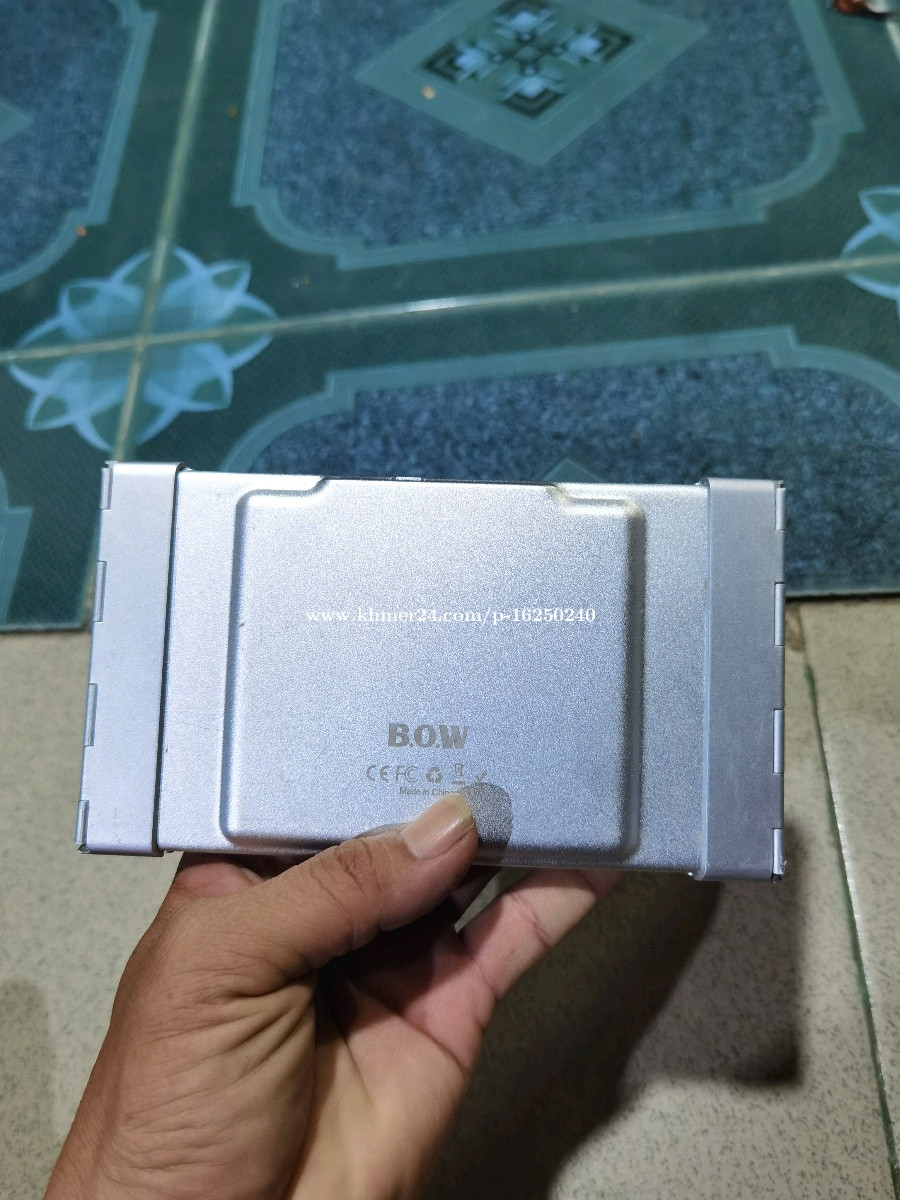 www.khmer24.com/p-16250240
B.O.W
CE FC
Made in China